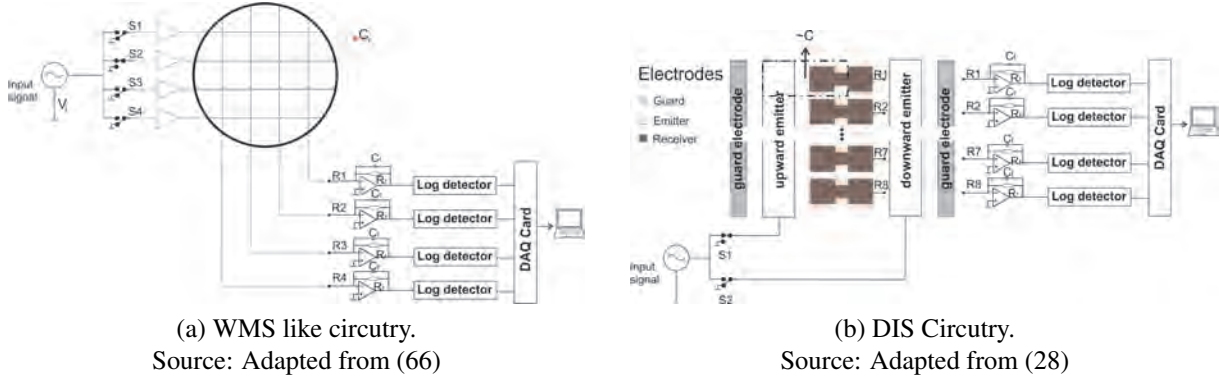 S1
S2
S3
S4
Input
signal
V
C
R1
R2
R3
R4
Log detector
Log detector
Log detector
Log detector
DAQ Card
(a) WMS like circutry.
Source: Adapted from (66)
~C
Electrodes
Guard
Emitter
Receiver
guard electrode
upward emitter
R1
R2
R7
R8
downward emitter
guard electrode
R1
R2
R7
R8
Log detector
Log detector
Log detector
Log detector
DAQ Card
Input
signal
S1
S2
(b) DIS Circutry.
Source: Adapted from (28)